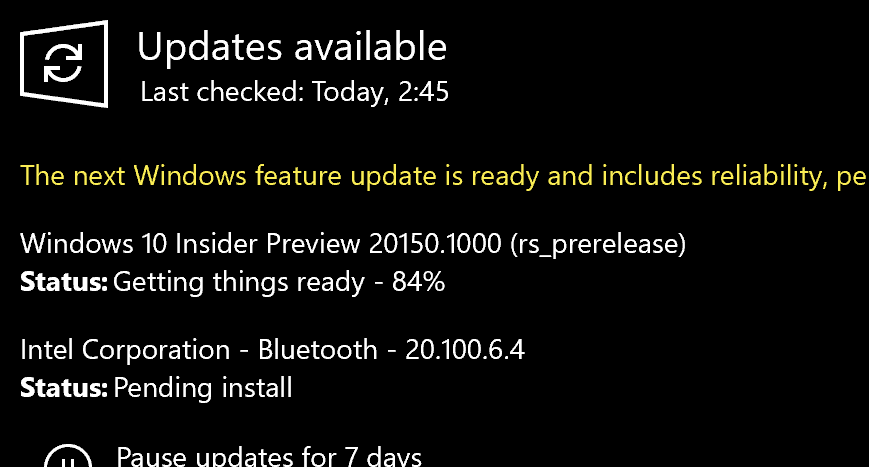 Updates available
Last checked: Today, 2:45
The next Windows feature update is ready and includes reliability, pe
Windows 10 Insider Preview 20150.1000 (rs_prerelease)
Status: Getting things ready - 84%
Intel Corporation - Bluetooth - 20.100.6.4
Status: Pending install
Pause updates for 7 days